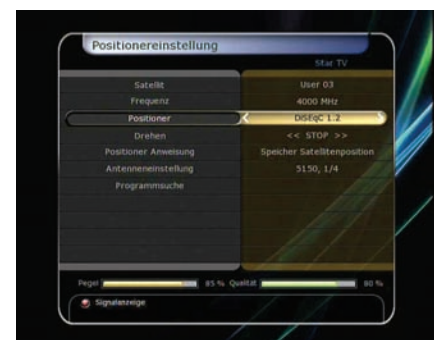 Positionereinstellung
Star TV
Satellit User 03
Frequenz 4000 MHz
Positioner DiSEqC 1.2
Drehen << STOP >>
Positioner Anweisung Speicher Satellitenposition
Antenneneinstellung 5150, 1/4
Programmsuche
Pegel 85 % Qualität 80 %
Signalanzeige